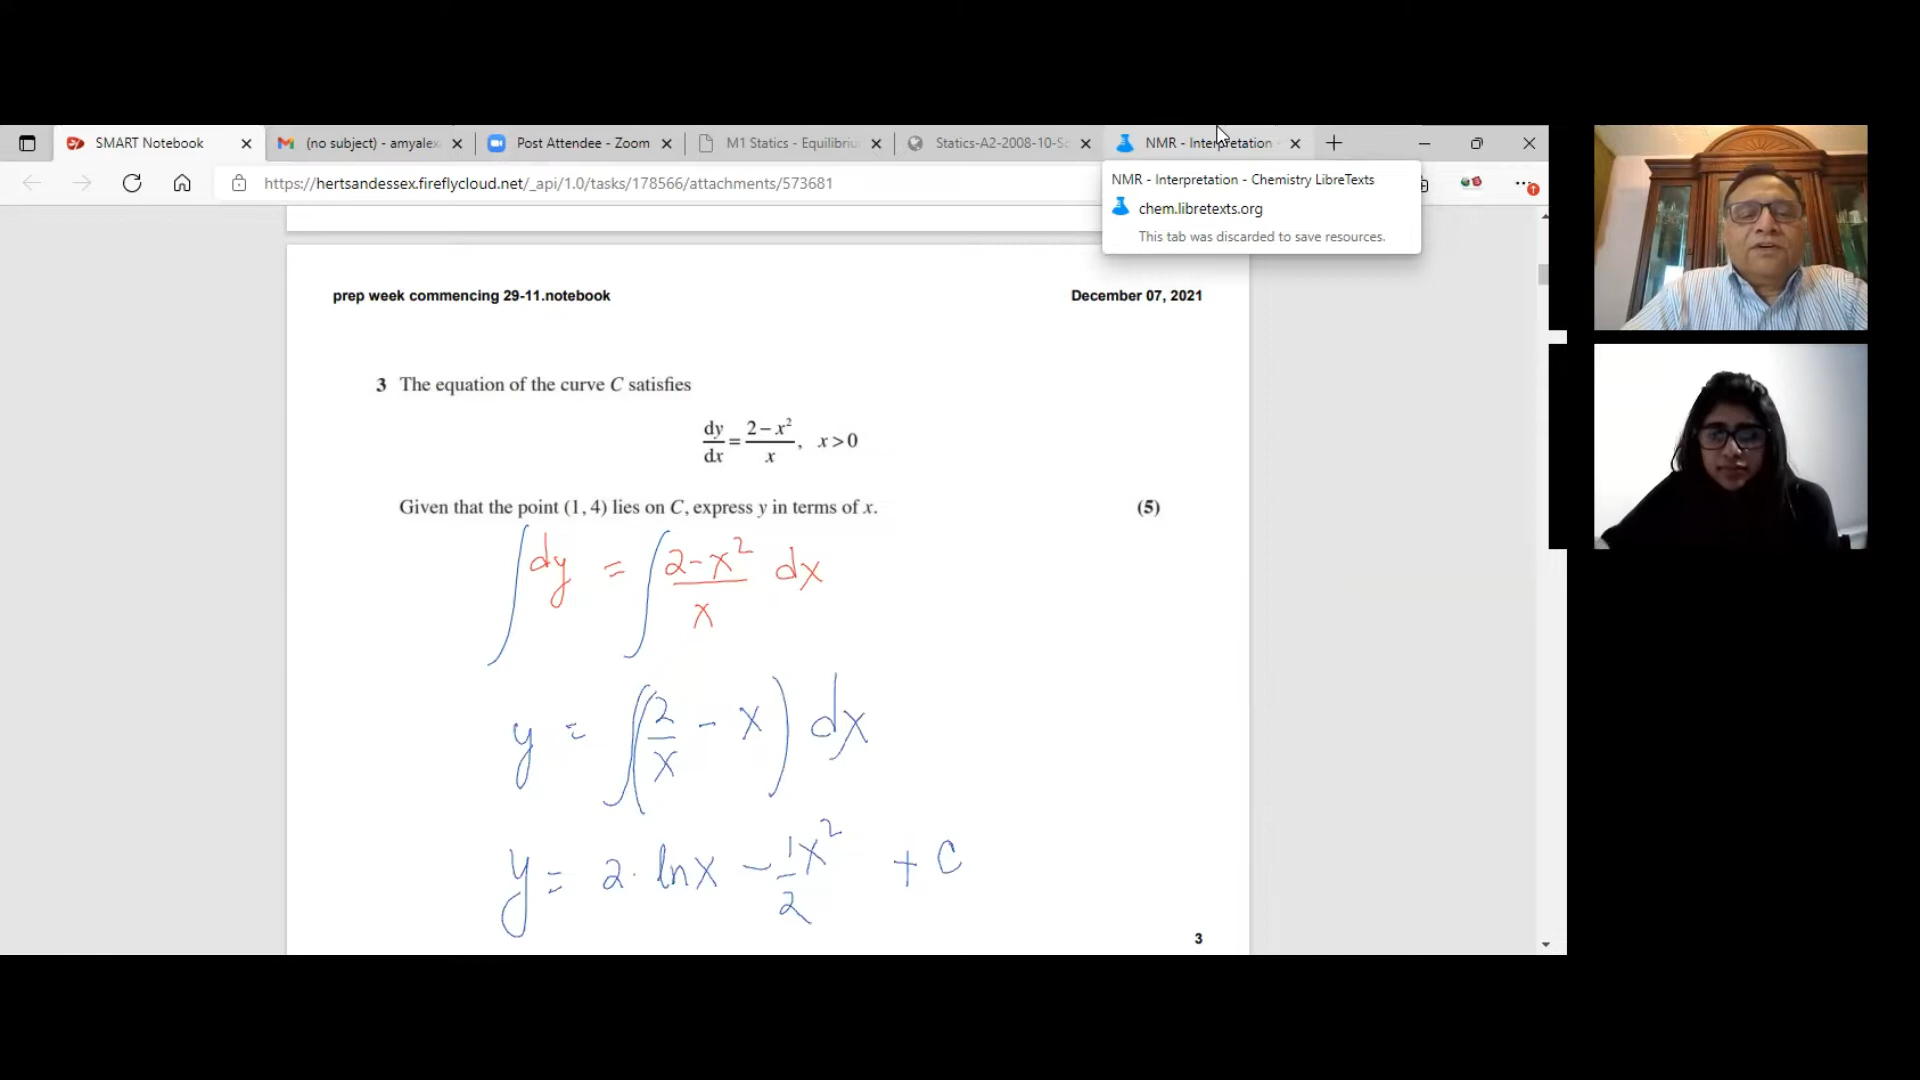 SMART Notebook
(no subject) - amyalex
Post Attendee - Zoom
M1 Statics - Equilibriu
Statics-A2-2008-10-Sc
NMR - Interpretation -
https://hertsandessex.fireflycloud.net/_api/1.0/tasks/178566/attachments/573681
NMR - Interpretation - Chemistry LibreTexts
chem.libretexts.org
This tab was discarded to save resources.
prep week commencing 29-11.notebook December 07, 2021
3 The equation of the curve C satisfies
dy/dx = (2 − x²)/x, x > 0
Given that the point (1, 4) lies on C, express y in terms of x. (5)
∫ dy = ∫ (2 - x²)/x dx
y = ∫ (2/x - x) dx
y = 2. ln x - 1/2 x² + C
3